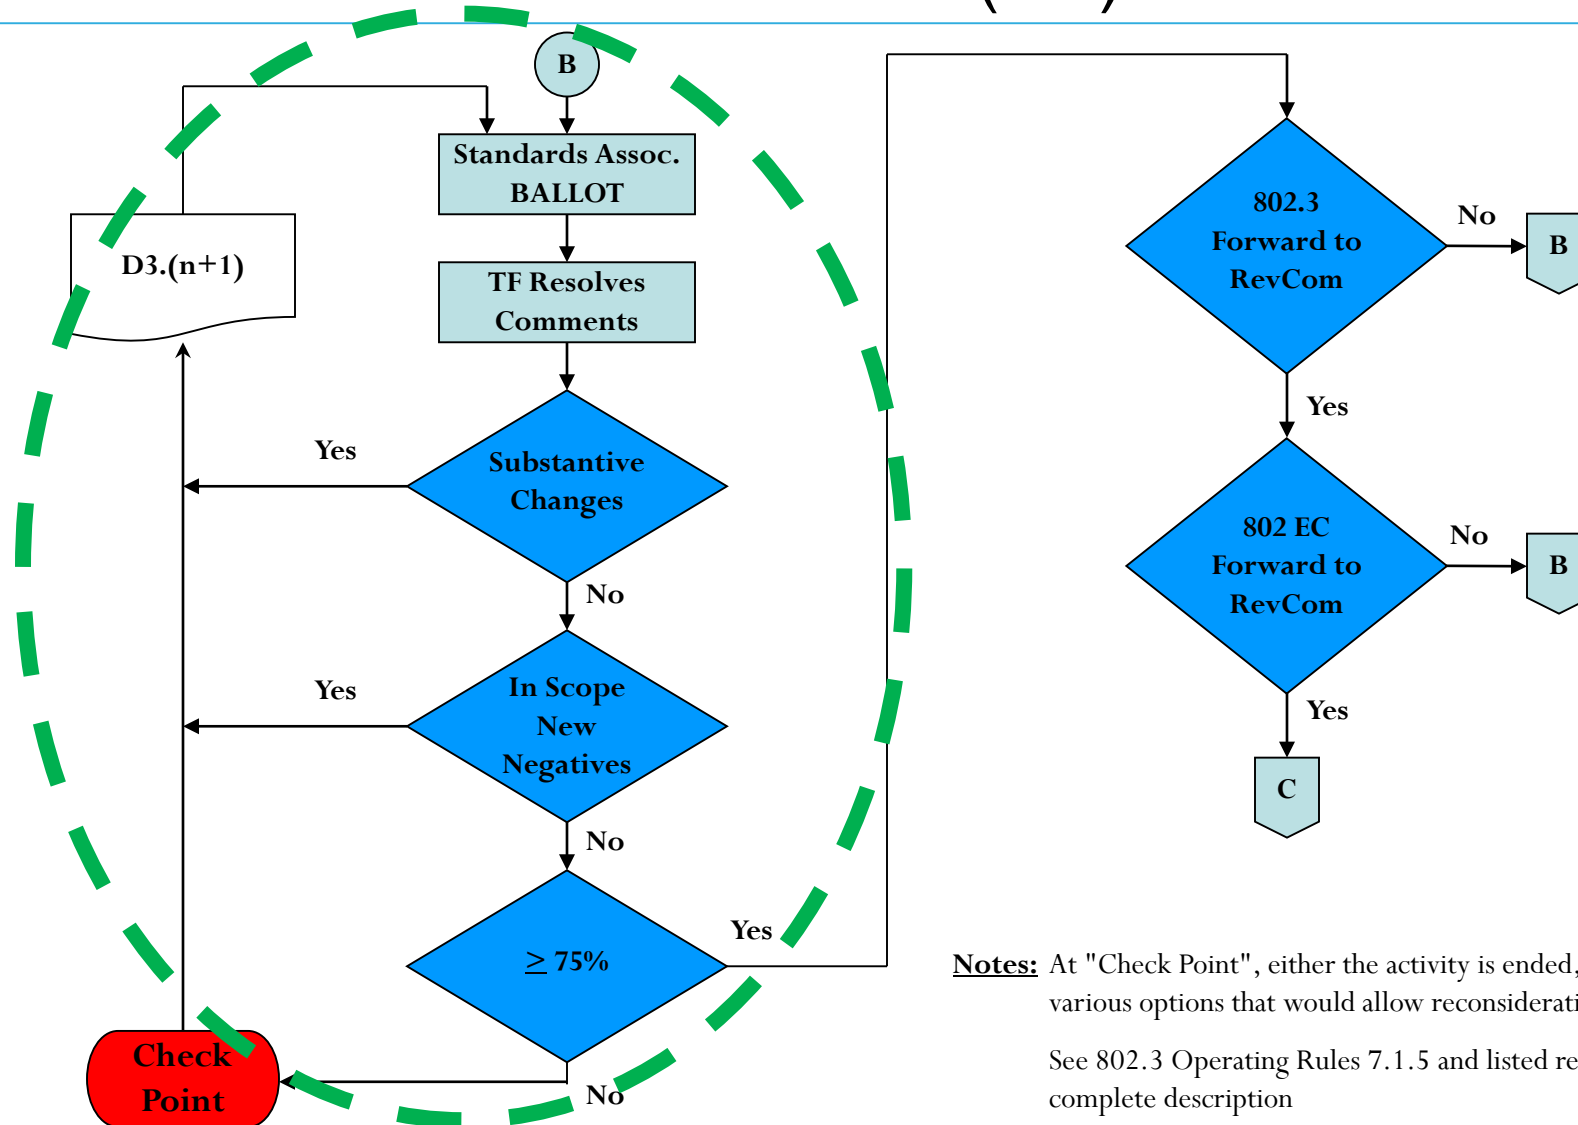 B
Standards Assoc.
BALLOT
D3.(n+1)
TF Resolves
Comments
Substantive
Changes
Yes
No
In Scope
New
Negatives
Yes
No
≥ 75%
Yes
No
Check
Point
802.3
Forward to
RevCom
No
B
Yes
802 EC
Forward to
RevCom
No
B
Yes
C
Notes: At "Check Point", either the activity is ended,
various options that would allow
See 802.3 Operating Rules 7.1.5 and listed
complete description